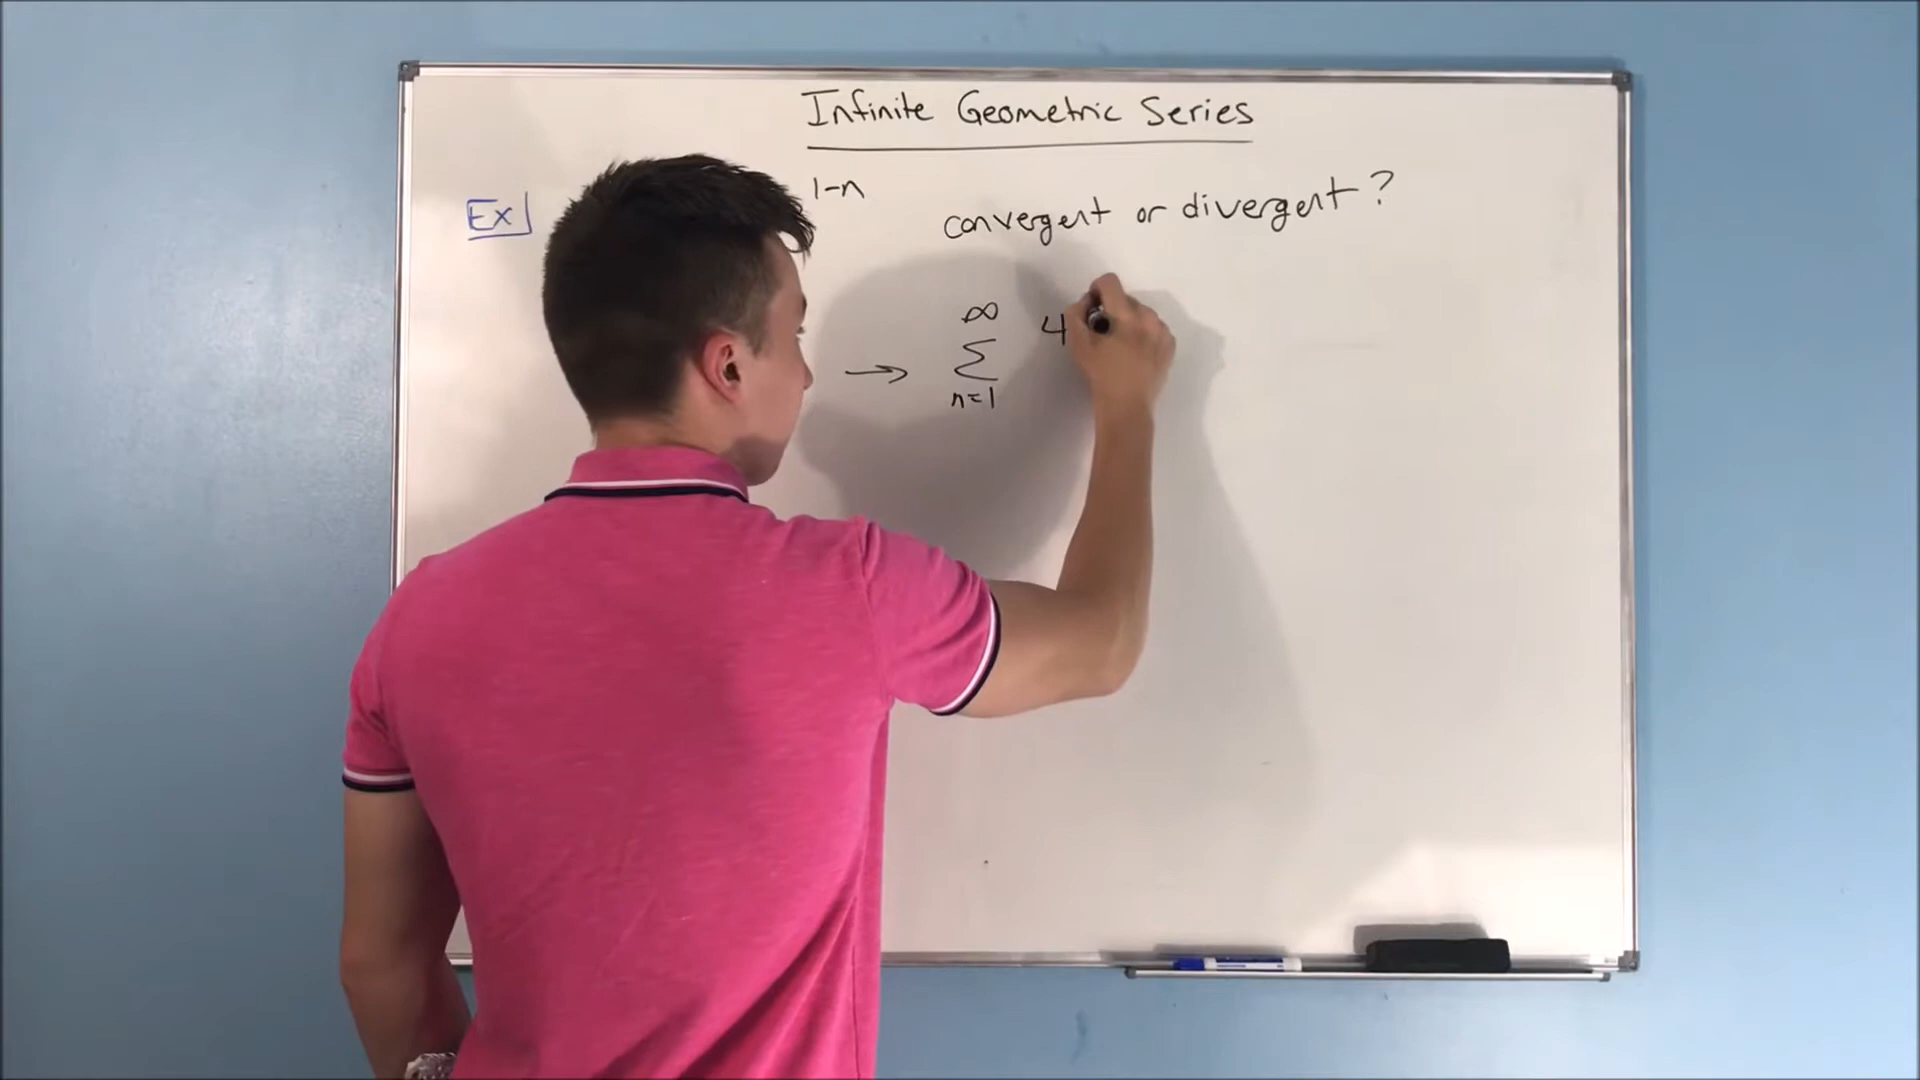 Infinite Geometric Series
Ex 1-n convergent or divergent?
→ ∞
Σ 4
n=1